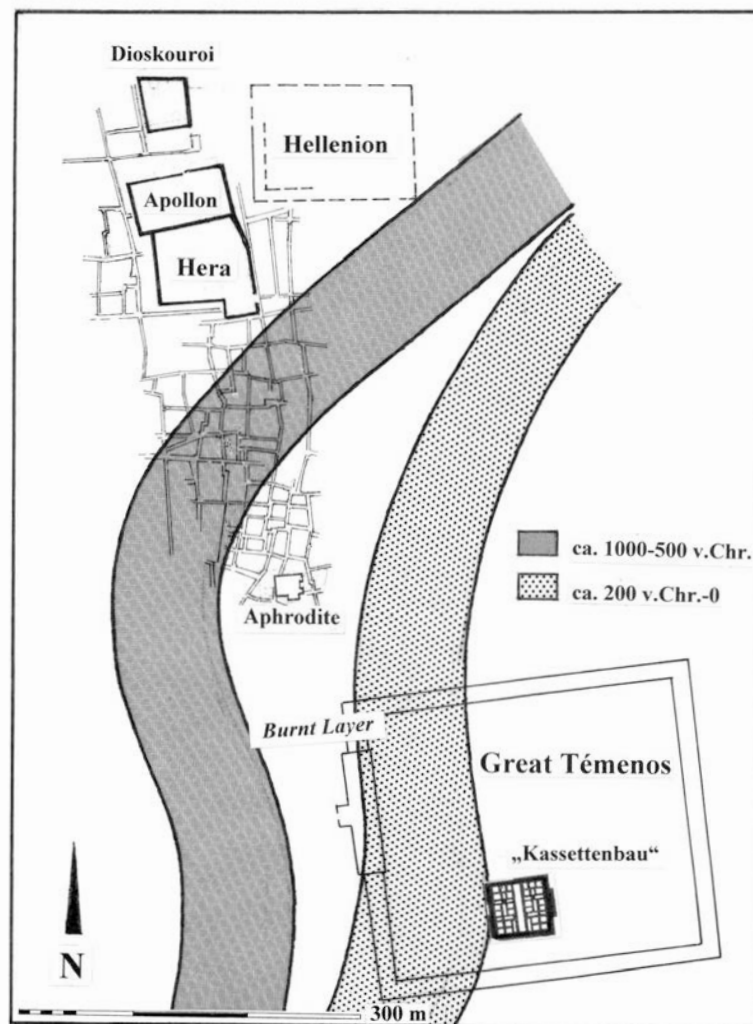 Dioskouroi
Hellenion
Apollon
Hera
ca. 1000-500 v.Chr.
ca. 200 v.Chr.-0
Aphrodite
Burnt Layer
Great Témenos
„Kassettenbau“
N
300 m